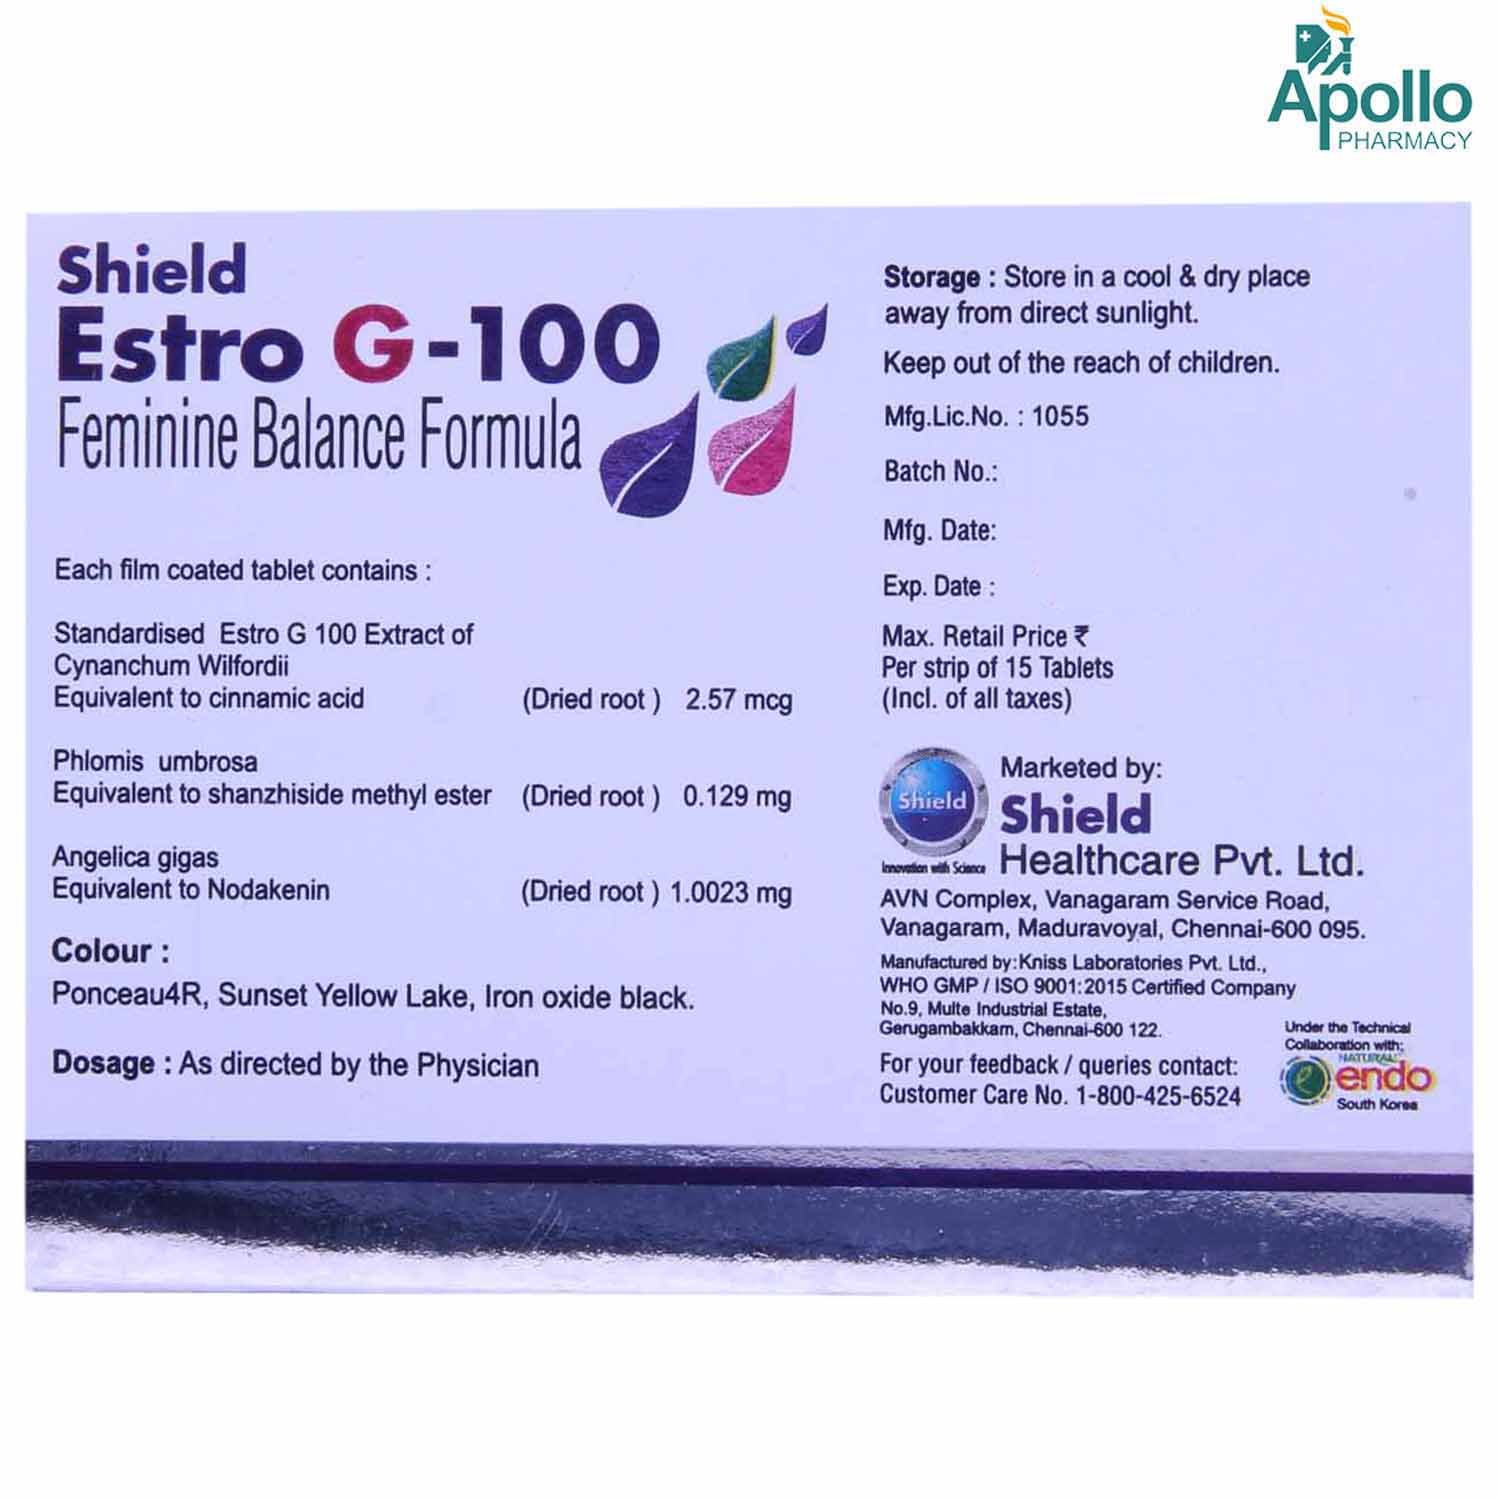 Apollo
PHARMACY
Shield
Estro G-100
Feminine Balance Formula
Each film coated tablet contains :
Standardised Estro G 100 Extract of
Cynanchum Wilfordii
Equivalent to cinnamic acid (Dried root ) 2.57 mcg
Phlomis umbrosa
Equivalent to shanzhiside methyl ester (Dried root ) 0.129 mg
Angelica gigas
Equivalent to Nodakenin (Dried root ) 1.0023 mg
Colour :
Ponceau4R, Sunset Yellow Lake, Iron oxide black.
Dosage : As directed by the Physician
Storage : Store in a cool & dry place
away from direct sunlight.
Keep out of the reach of children.
Mfg.Lic.No. : 1055
Batch No.:
Mfg. Date:
Exp. Date :
Max. Retail Price ₹
Per strip of 15 Tablets
(Incl. of all taxes)
Shield
Innovation with Science
Marketed by:
Shield
Healthcare Pvt. Ltd.
AVN Complex, Vanagaram Service Road,
Vanagaram, Maduravoyal, Chennai-600 095.
Manufactured by:Kniss Laboratories Pvt. Ltd.,
WHO GMP / ISO 9001:2015 Certified Company
No.9, Multe Industrial Estate,
Gerugambakkam, Chennai-600 122.
For your feedback / queries contact:
Customer Care No. 1-800-425-6524
Under the Technical
Collaboration with:
NATURAL
e endo
South Korea